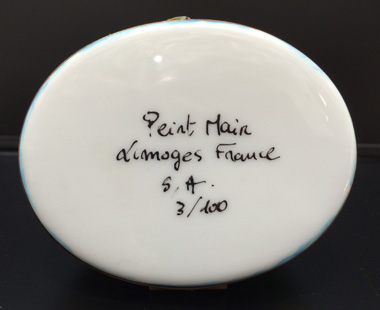 Peint Main
Limoges France
S.A.
3/100